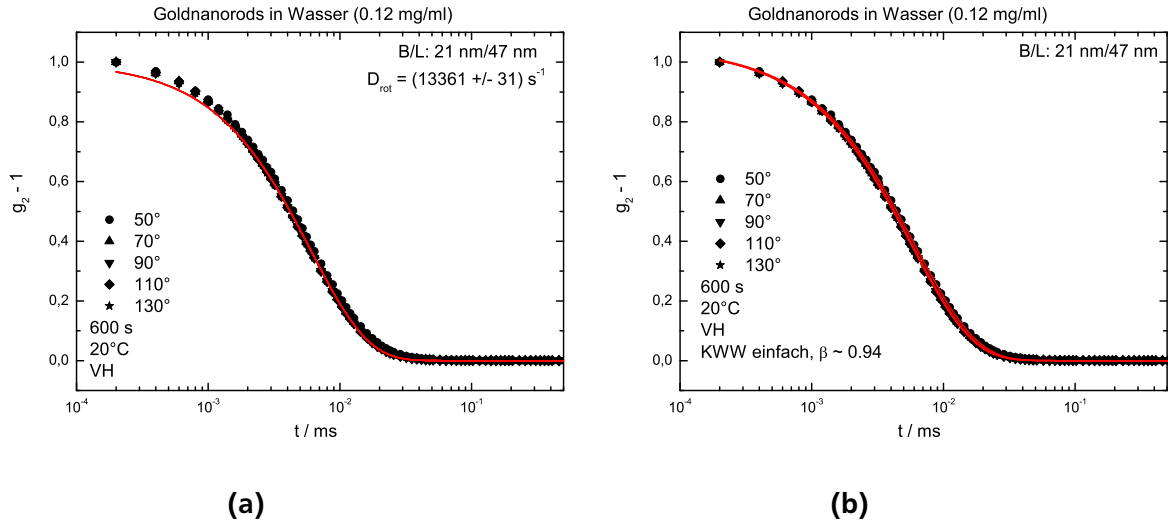 Goldnanorods in Wasser (0.12 mg/ml)
B/L: 21 nm/47 nm
D_rot = (13361 +/- 31) s⁻¹
1,0
0,8
0,6
0,4
0,2
0,0
g₂ - 1
50°
70°
90°
110°
130°
600 s
20°C
VH
10⁻⁴
10⁻³
10⁻²
10⁻¹
t / ms
(a)
Goldnanorods in Wasser (0.12 mg/ml)
B/L: 21 nm/47 nm
1,0
0,8
0,6
0,4
0,2
0,0
g₂ - 1
50°
70°
90°
110°
130°
600 s
20°C
VH
KWW einfach, β ~ 0.94
10⁻⁴
10⁻³
10⁻²
10⁻¹
t / ms
(b)